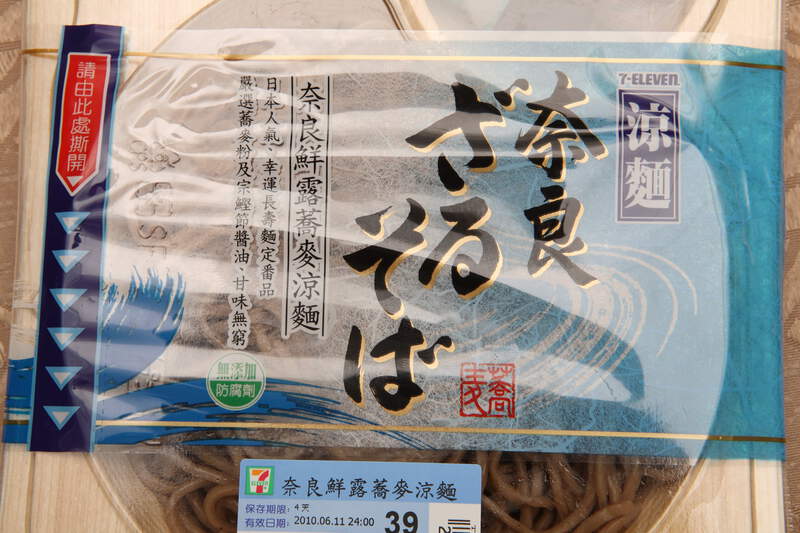 7-ELEVEN
涼麵
奈良
ざる
そば
蕎麥
奈良鮮露蕎麥涼麵
日本人氣、幸運長壽麵定番品
嚴選蕎麥粉及宗鰹節醬油、甘味無窮
無添加
防腐劑
請由此處撕開
奈良鮮露蕎麥涼麵
保存期限: 4天
有效日期: 2010.06.11 24:00
39